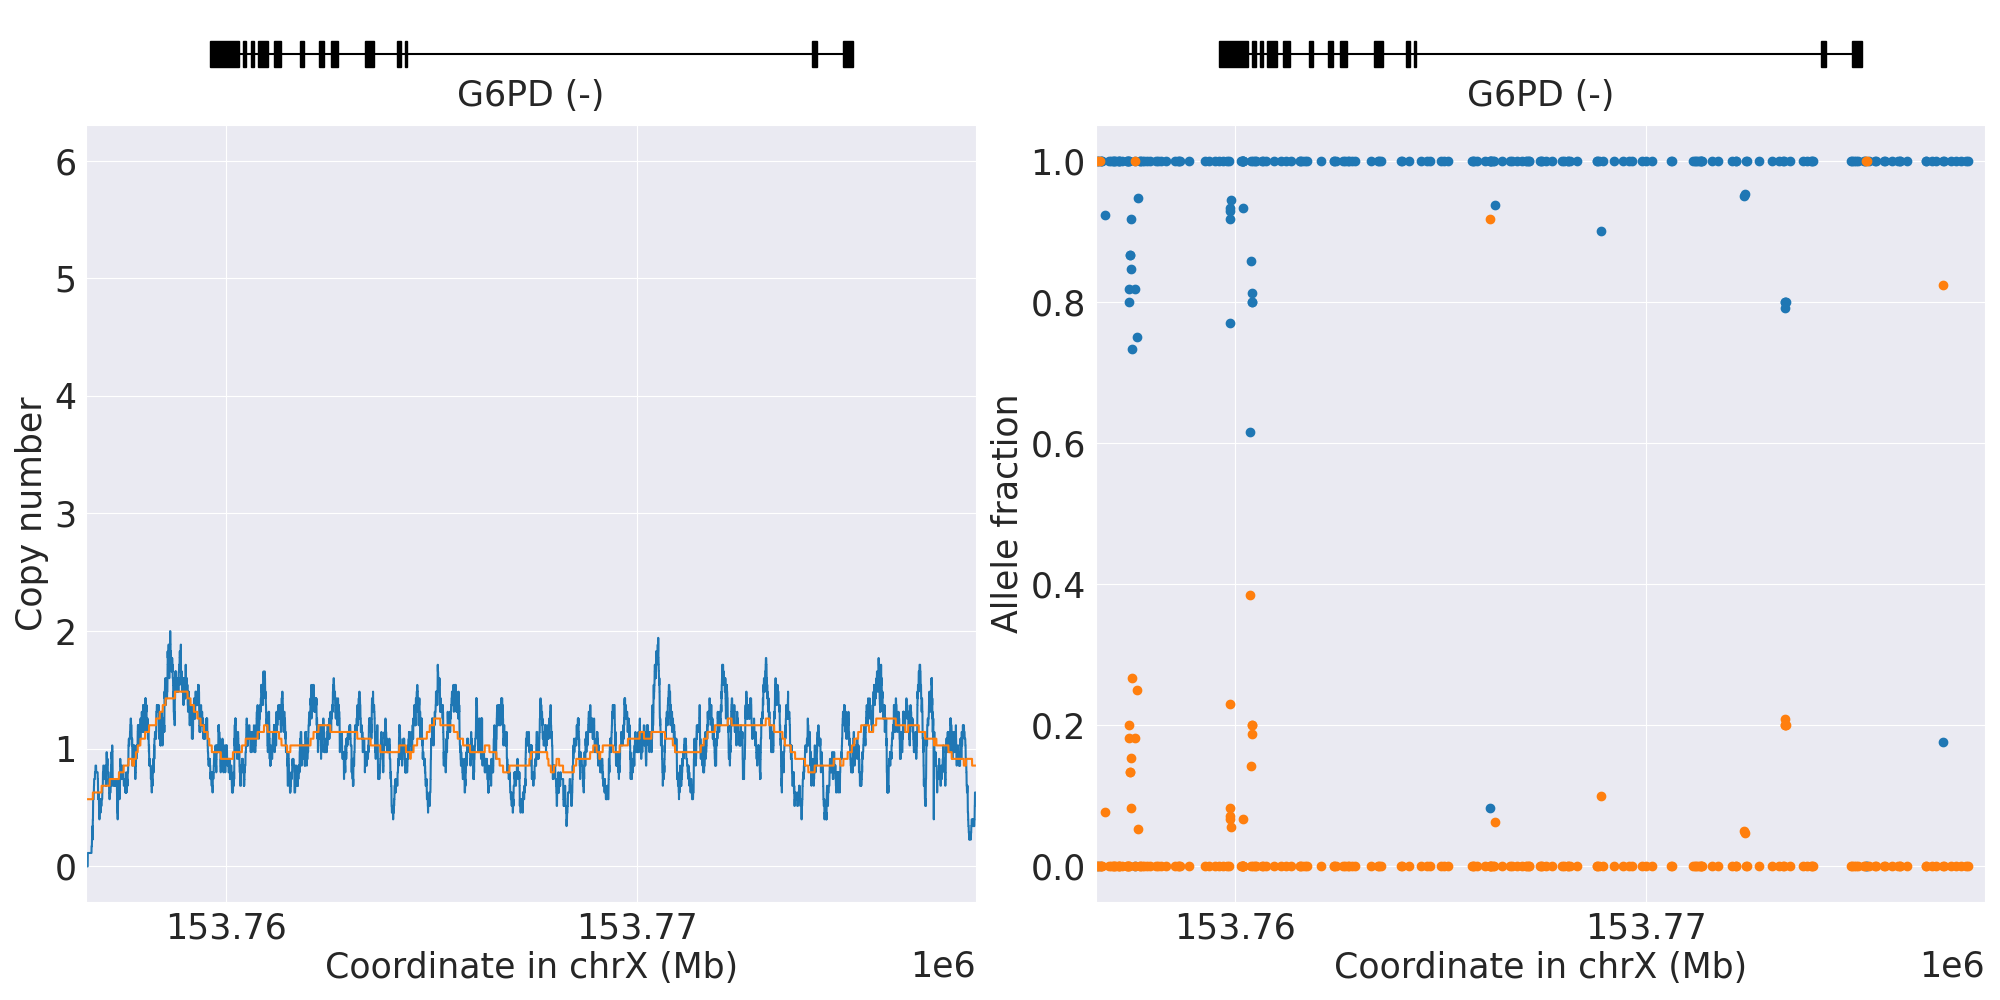 G6PD (-)
6
5
4
3
2
1
0
Copy number
153.76
153.77
Coordinate in chrX (Mb)
1e6
G6PD (-)
1.0
0.8
0.6
0.4
0.2
0.0
Allele fraction
153.76
153.77
Coordinate in chrX (Mb)
1e6